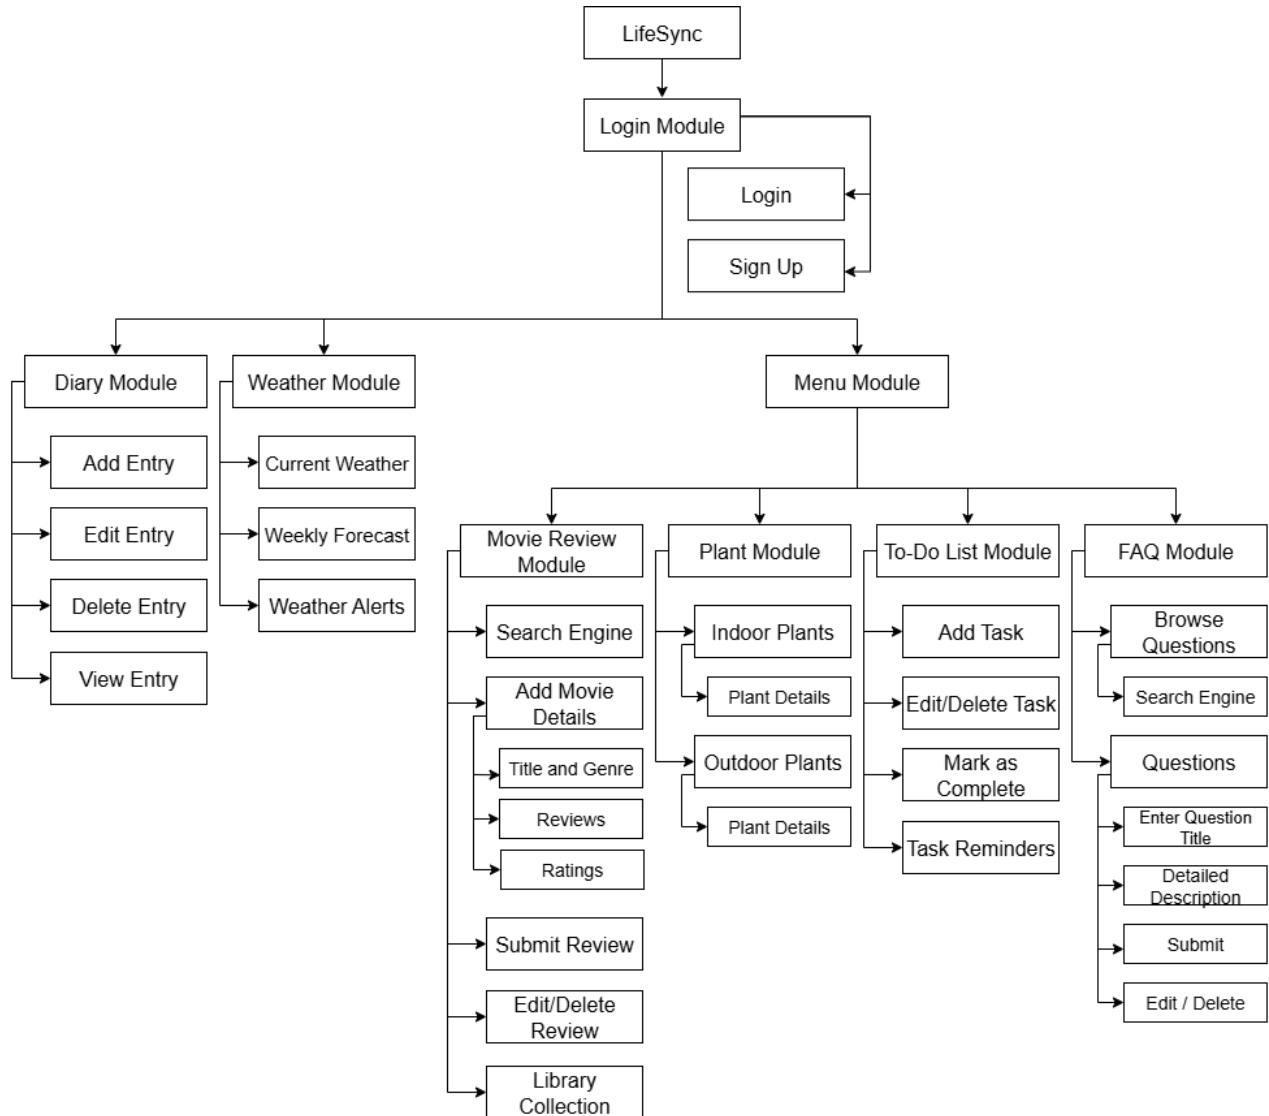 LifeSync
Login Module
Login
Sign Up
Diary Module
Add Entry
Edit Entry
Delete Entry
View Entry
Weather Module
Current Weather
Weekly Forecast
Weather Alerts
Menu Module
Movie Review
Module
Search Engine
Add Movie
Details
Title and Genre
Reviews
Ratings
Submit Review
Edit/Delete
Review
Library
Collection
Plant Module
Indoor Plants
Plant Details
Outdoor Plants
Plant Details
To-Do List Module
Add Task
Edit/Delete Task
Mark as
Complete
Task Reminders
FAQ Module
Browse
Questions
Search Engine
Questions
Enter Question
Title
Detailed
Description
Submit
Edit / Delete